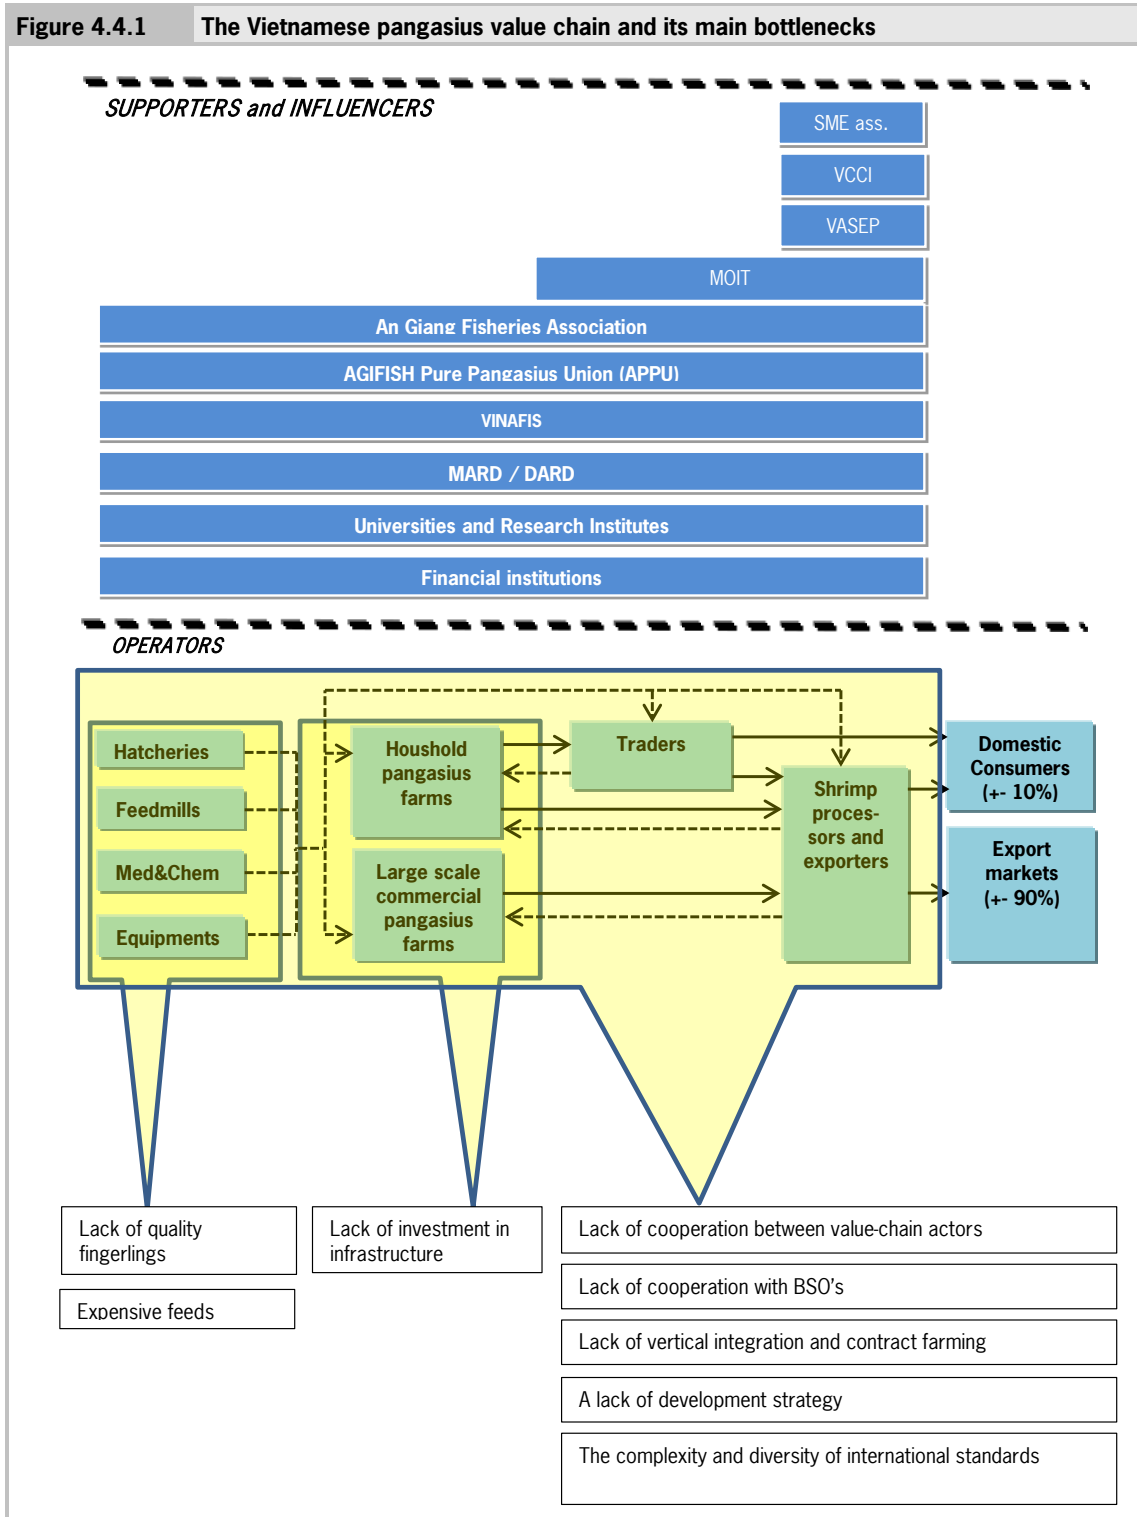 Figure 4.4.1 The Vietnamese pangasius value chain and its main bottlenecks
SUPPORTERS and INFLUENCERS
SME ass.
VCCI
VASEP
MOIT
An Giang Fisheries Association
AGIFISH Pure Pangasius Union (APPU)
VINAFIS
MARD / DARD
Universities and Research Institutes
Financial institutions
OPERATORS
Hatcheries
Feedmills
Med&Chem
Equipments
Houshold
pangasius
farms
Large scale
commercial
pangasius
farms
Traders
Shrimp
proces-
sors and
exporters
Domestic
Consumers
(+- 10%)
Export
markets
(+- 90%)
Lack of quality
fingerlings
Expensive feeds
Lack of investment in
infrastructure
Lack of cooperation between value-chain actors
Lack of cooperation with BSO's
Lack of vertical integration and contract farming
A lack of development strategy
The complexity and diversity of international standards